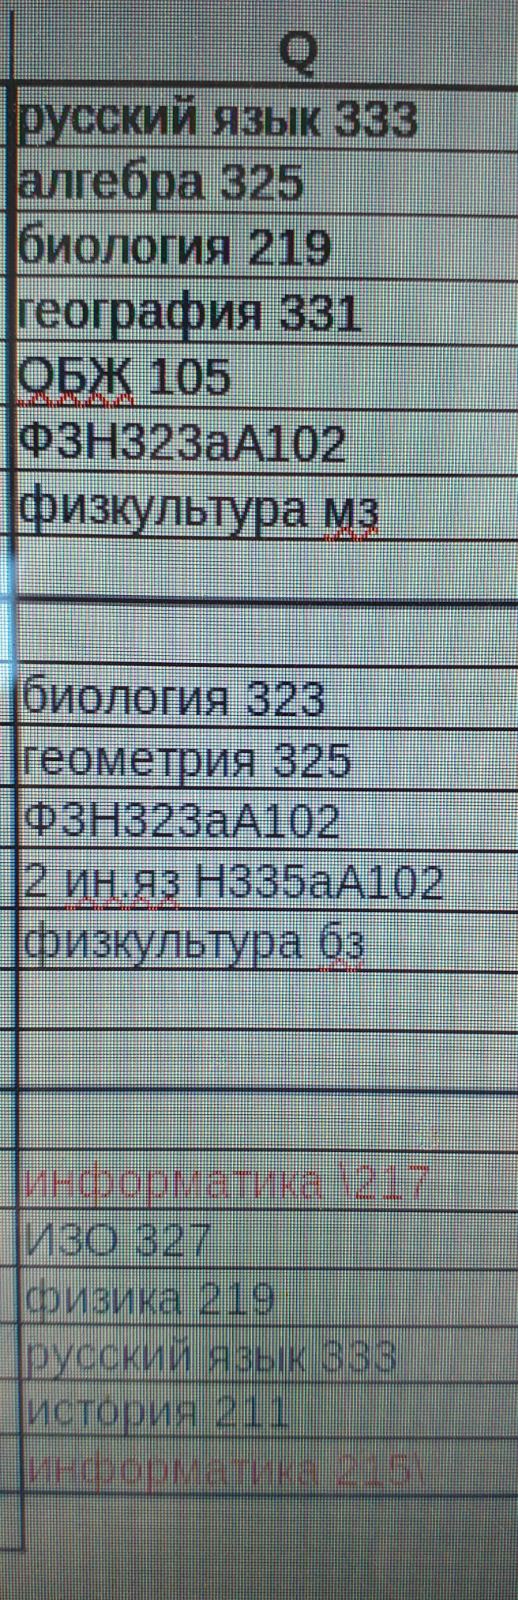 Q
русский язык 333
алгебра 325
биология 219
география 331
ОБЖ 105
ФЗН323аА102
физкультура мз
биология 323
геометрия 325
ФЗН323аА102
2 ин.яз Н335аА102
физкультура бз
информатика \217
ИЗО 327
физика 219
русский язык 333
история 211
информатика 215\